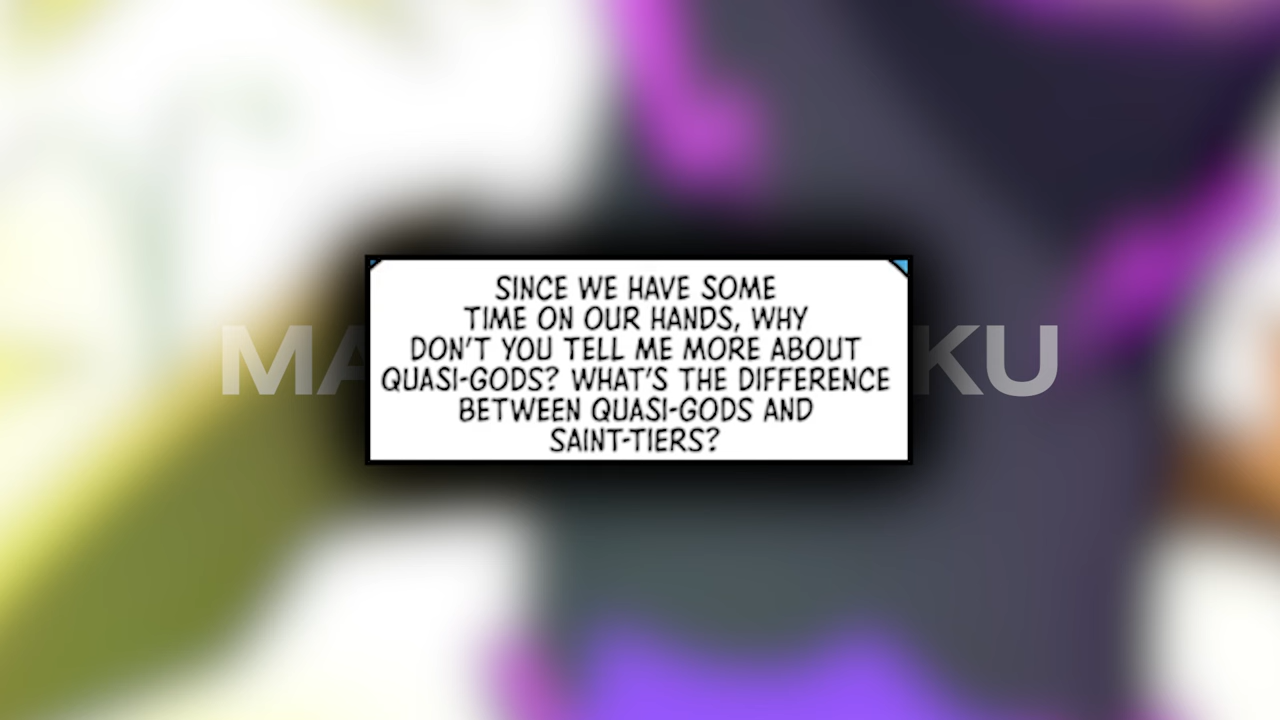 SINCE WE HAVE SOME
TIME ON OUR HANDS, WHY
DON'T YOU TELL ME MORE ABOUT
QUASI-GODS? WHAT'S THE DIFFERENCE
BETWEEN QUASI-GODS AND
SAINT-TIERS?